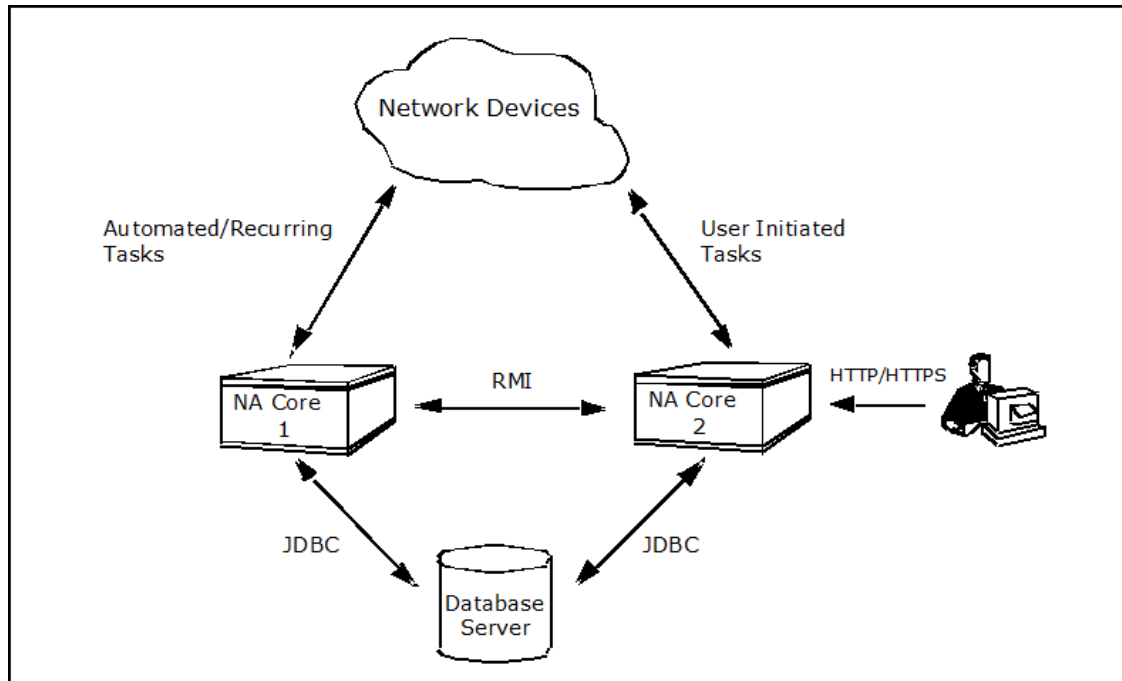 Network Devices
Automated/Recurring
Tasks
User Initiated
Tasks
NA Core
1
RMI
NA Core
2
HTTP/HTTPS
JDBC
JDBC
Database
Server